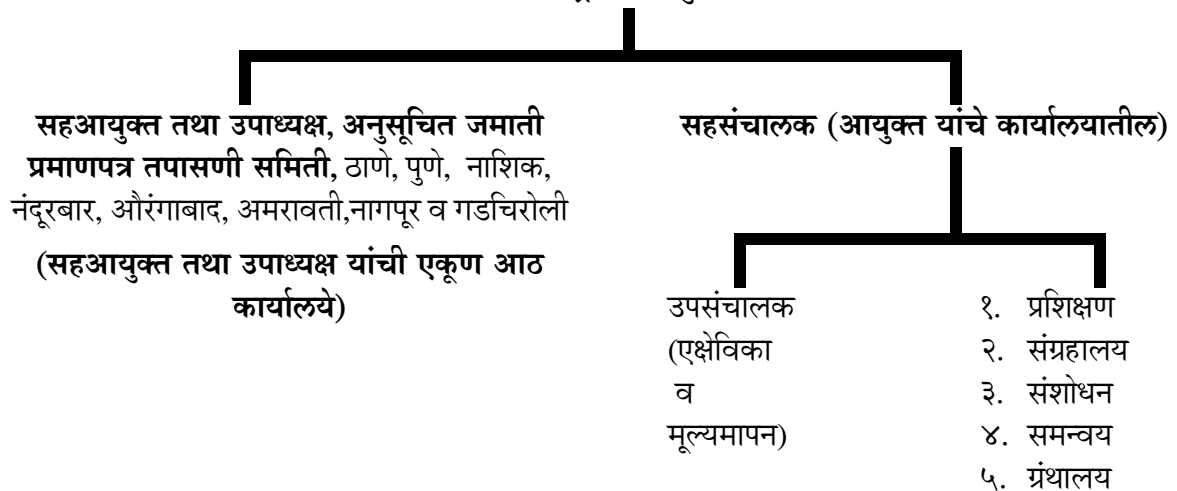 सहआयुक्त तथा उपाध्यक्ष, अनुसूचित जमाती
प्रमाणपत्र तपासणी समिती, ठाणे, पुणे, नाशिक,
नंदूरबार, औरंगाबाद, अमरावती,नागपूर व गडचिरोली
(सहआयुक्त तथा उपाध्यक्ष यांची एकूण आठ
कार्यालये)
सहसंचालक (आयुक्त यांचे कार्यालयातील)
उपसंचालक
(एक्षेविका
व
मूल्यमापन)
१. प्रशिक्षण
२. संग्रहालय
३. संशोधन
४. समन्वय
५. ग्रंथालय